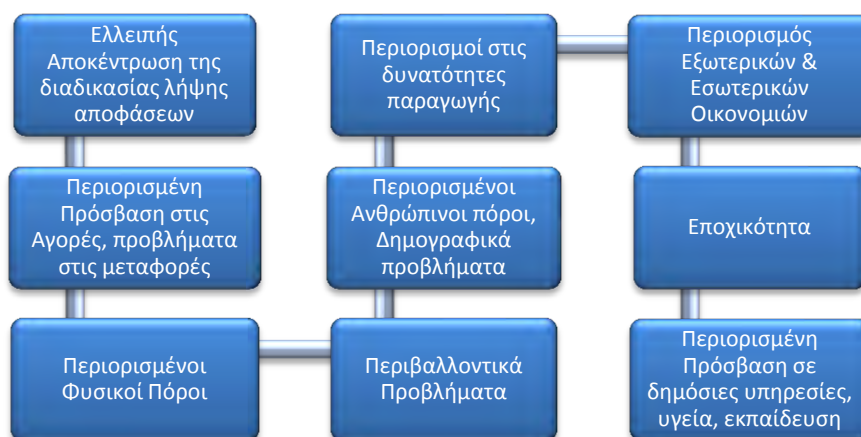 Ελλειπής
Αποκέντρωση της
διαδικασίας λήψης
αποφάσεων
Περιορισμένη
Πρόσβαση στις
Αγορές, προβλήματα
στις μεταφορές
Περιορισμένοι
Φυσικοί Πόροι
Περιβαλλοντικά
Προβλήματα
Περιορισμένοι
Ανθρώπινοι πόροι,
Δημογραφικά
προβλήματα
Περιορισμοί στις
δυνατότητες
παραγωγής
Περιορισμός
Εξωτερικών &
Εσωτερικών
Οικονομιών
Εποχικότητα
Περιορισμένη
Πρόσβαση σε
δημόσιες υπηρεσίες,
υγεία, εκπαίδευση